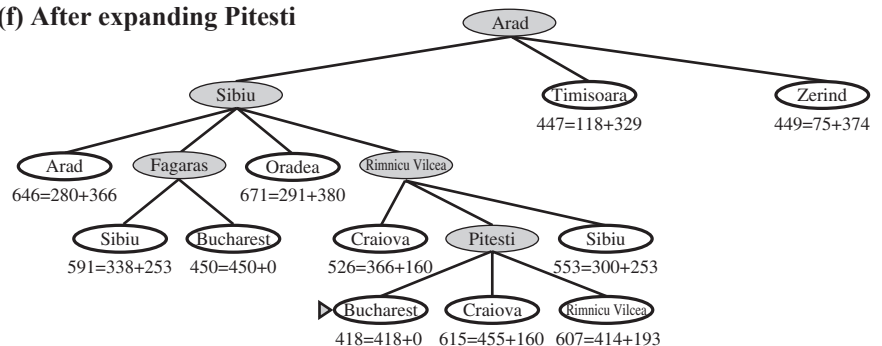 (f) After expanding Pitesti
Arad
Sibiu Timisoara Zerind
447=118+329 449=75+374
Arad Fagaras Oradea Rimnicu Vilcea
646=280+366 671=291+380
Sibiu Bucharest Craiova Pitesti Sibiu
591=338+253 450=450+0 526=366+160 553=300+253
Bucharest Craiova Rimnicu Vilcea
418=418+0 615=455+160 607=414+193